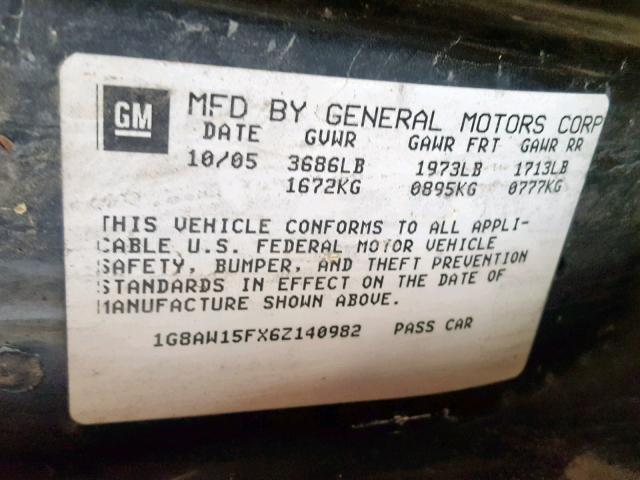 GM
MFD BY GENERAL MOTORS CORP
DATE GVWR GAWR FRT GAWR RR
10/05 3686LB 1973LB 1713LB
1672KG 0895KG 0777KG
THIS VEHICLE CONFORMS TO ALL APPLI-
CABLE U.S. FEDERAL MOTOR VEHICLE
SAFETY, BUMPER, AND THEFT PREVENTION
STANDARDS IN EFFECT ON THE DATE OF
MANUFACTURE SHOWN ABOVE.
1G8AW15FX6Z140982 PASS CAR